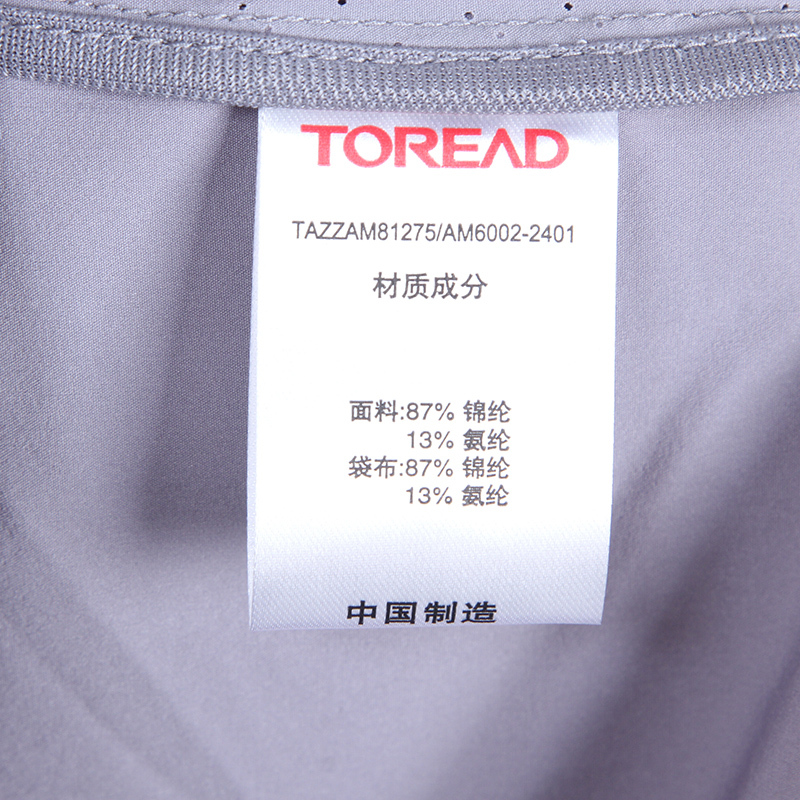 TOREAD
TAZZAM81275/AM6002-2401
材质成分
面料:87% 锦纶
13% 氨纶
袋布:87% 锦纶
13% 氨纶
中国制造